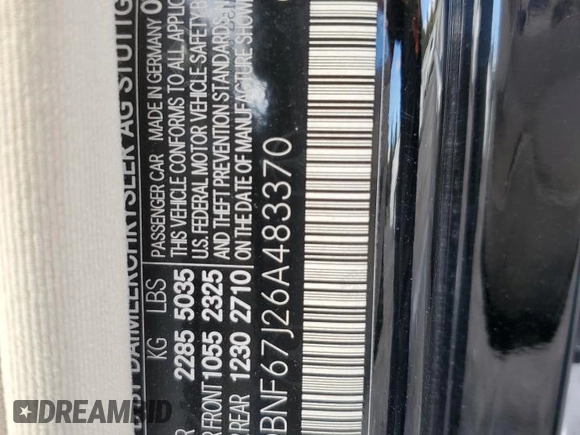 DAIMLERCHRYSLER AG STUTTG
KG LBS
2285 5035
FRONT 1055 2325
REAR 1230 2710
PASSENGER CAR MADE IN GERMANY 0
THIS VEHICLE CONFORMS TO ALL APPLIC
U.S. FEDERAL MOTOR VEHICLE SAFETY, B
AND THEFT PREVENTION STANDARDS
ON THE DATE OF MANUFACTURE SHOW
BNF67J26A483370
DREAMBID